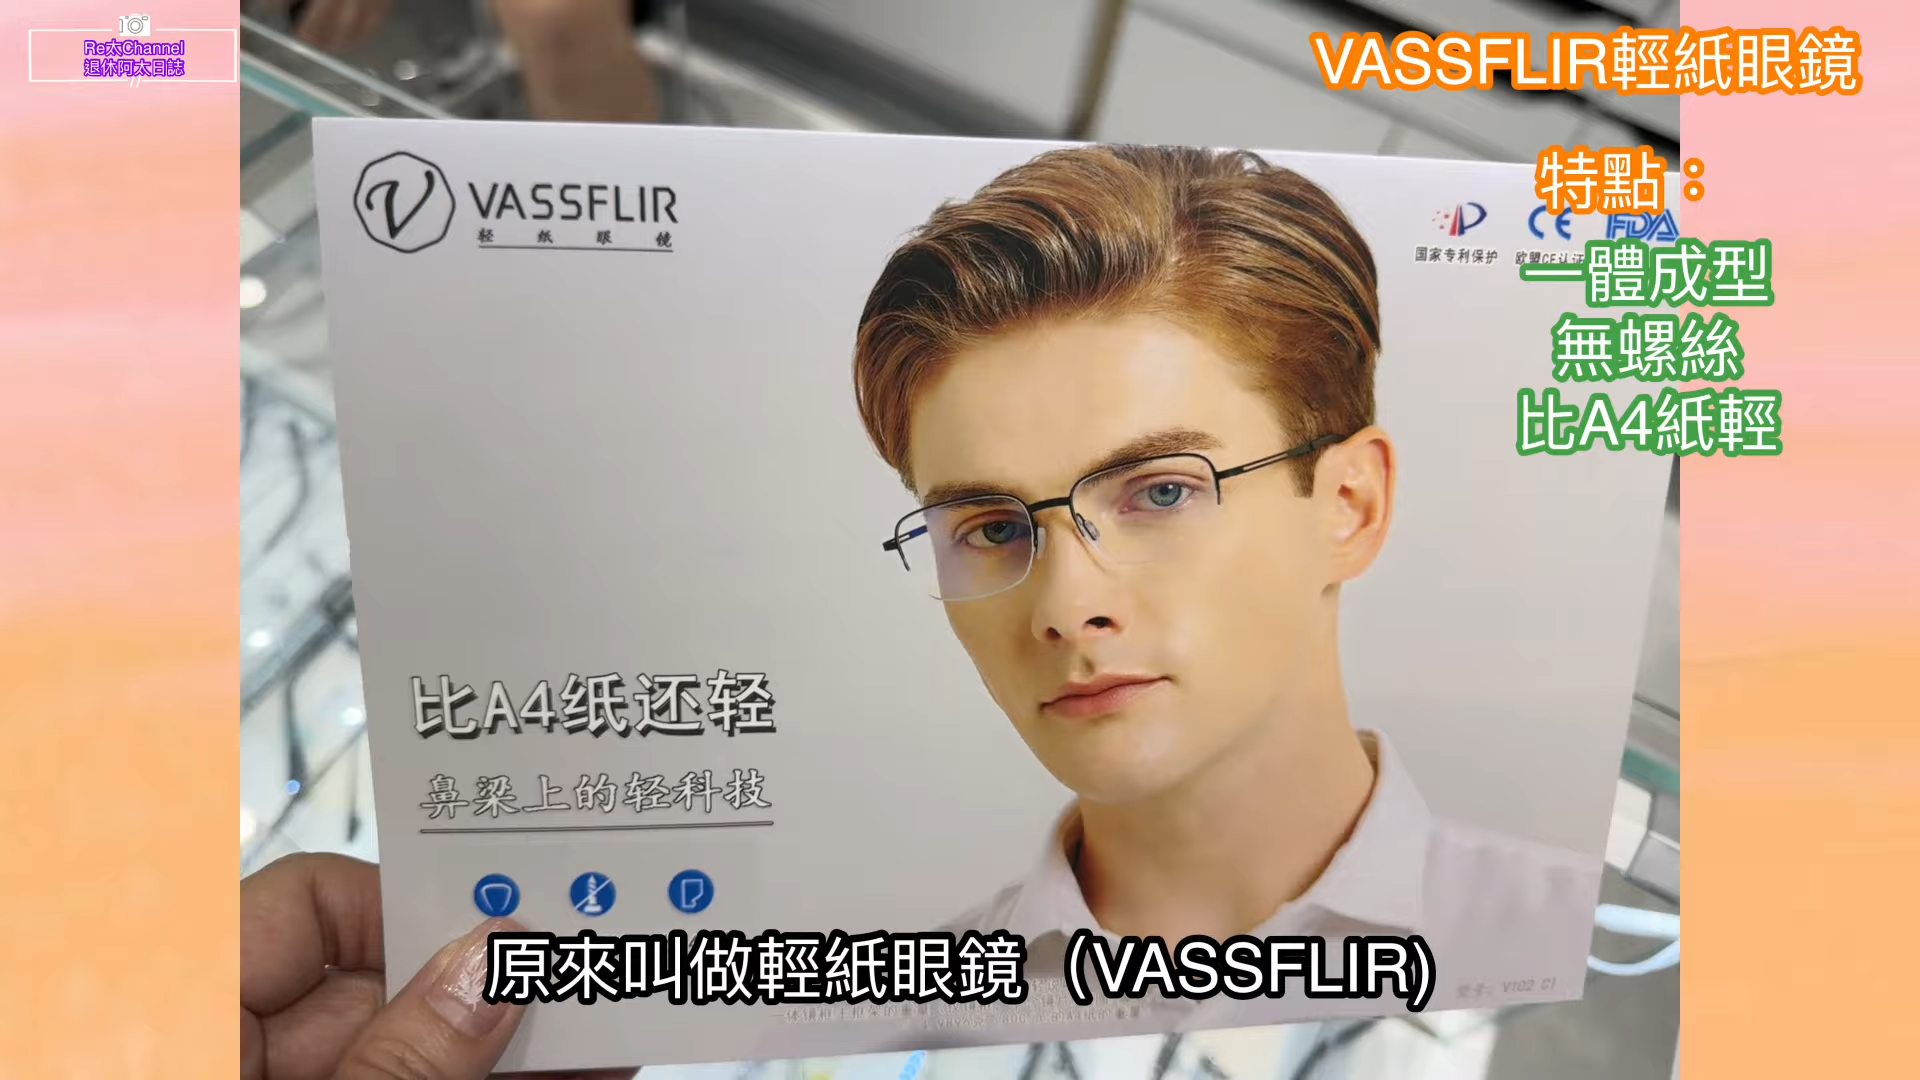 Re太Channel
退休阿太日誌
VASSFLIR輕紙眼鏡
特點：
一體成型
無螺絲
比A4紙輕
VASSFLIR
轻纸眼镜
国家专利保护
欧盟CE认证
CE
FDA
比A4纸还轻
鼻梁上的轻科技
原來叫做輕紙眼鏡（VASSFLIR)
型号：V102 C1